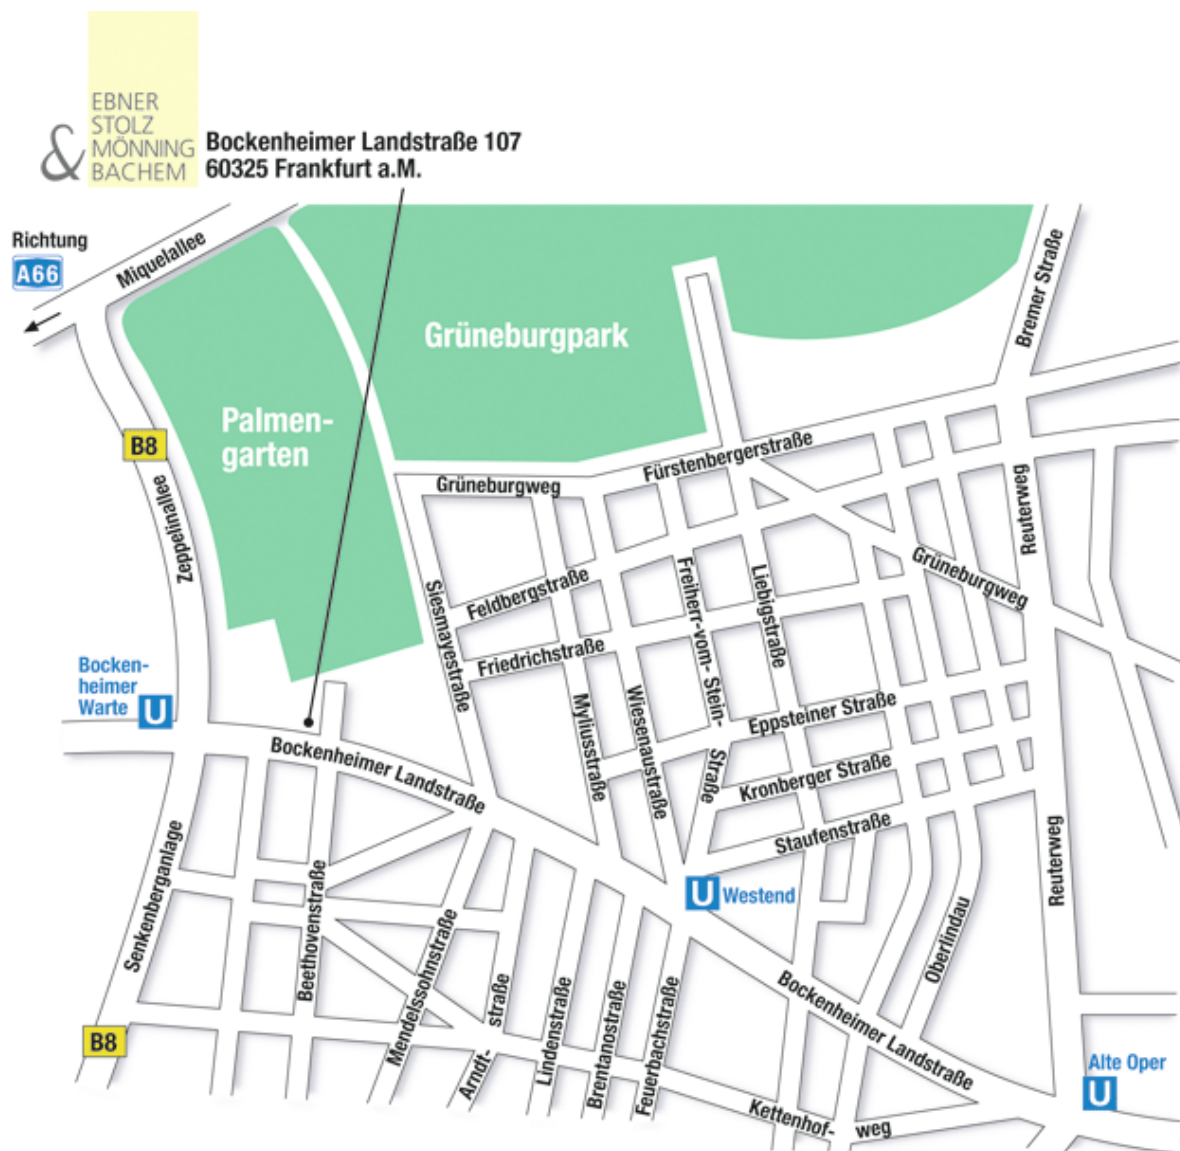 EBNER
STOLZ
& MÖNNING
BACHEM
Bockenheimer Landstraße 107
60325 Frankfurt a.M.
Richtung
A66
Miquelallee
Bremer Straße
Grüneburgpark
Palmen-
garten
B8
Zeppelinallee
Fürstenbergerstraße
Grüneburgweg
Reuterweg
Grüneburgweg
Feldbergstraße
Siesmayestraße
Freiherr-vom- Stein-
Straße
Liebigstraße
Friedrichstraße
Bocken-
heimer
Warte
U
Myliusstraße
Wiesenaustraße
Eppsteiner Straße
Bockenheimer Landstraße
Kronberger Straße
Staufenstraße
Reuterweg
Senkenberganlage
Beethovenstraße
U Westend
Mendelssohnstraße
Oberlindau
Arndt-
straße
Lindenstraße
Brentanostraße
Feuerbachstraße
Bockenheimer Landstraße
B8
Alte Oper
U
Kettenhof-
weg